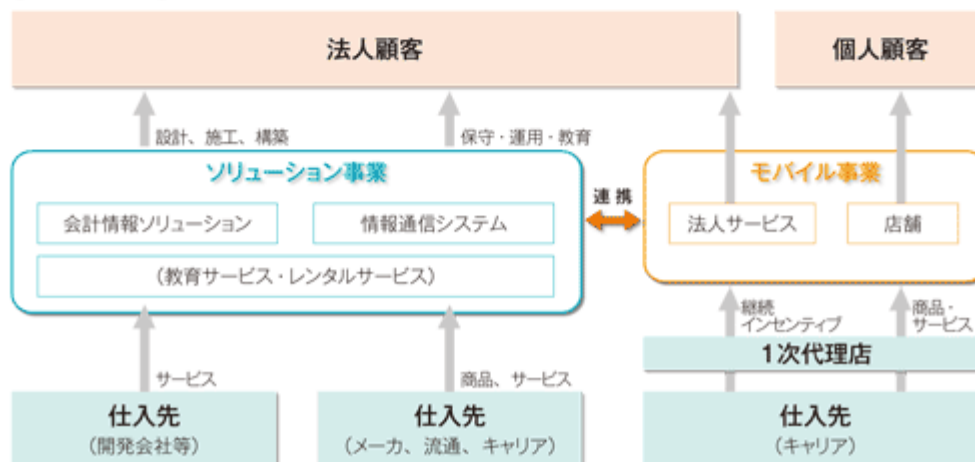 法人顧客
個人顧客
設計、施工、構築
保守・運用・教育
ソリューション事業
モバイル事業
連携
会計情報ソリューション
情報通信システム
法人サービス
店舗
（教育サービス・レンタルサービス）
継続
インセンティブ
商品・
サービス
1次代理店
サービス
商品、サービス
仕入先
（開発会社等）
仕入先
（メーカ、流通、キャリア）
仕入先
（キャリア）